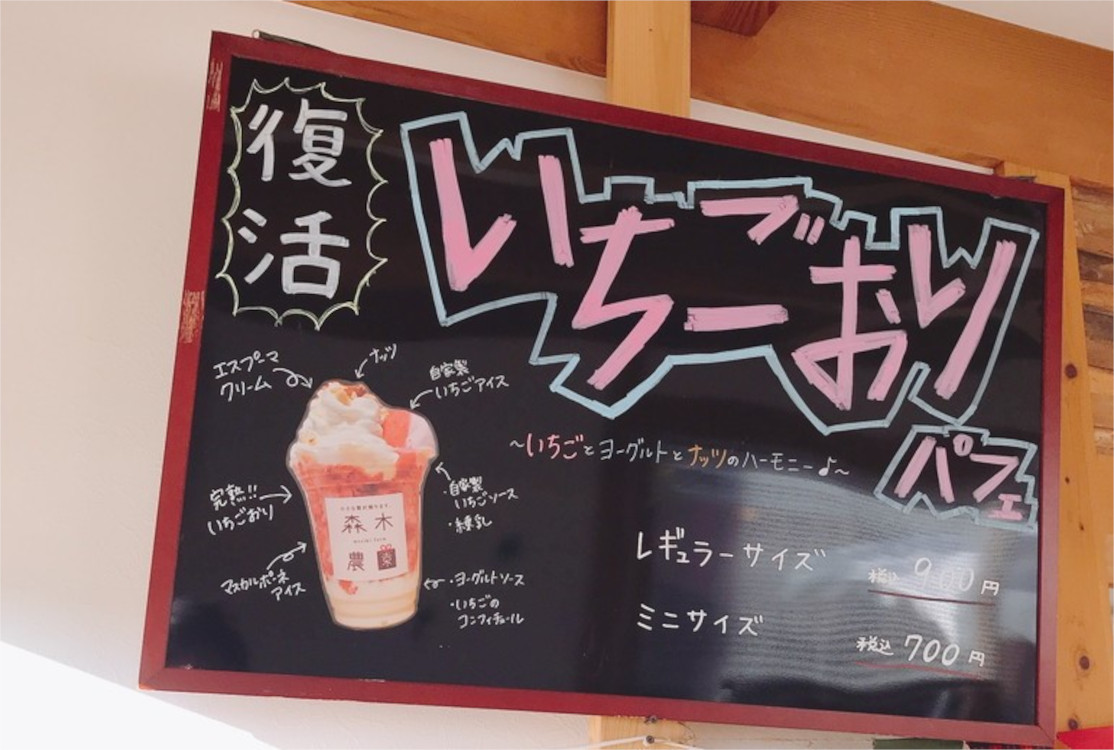 復
活
いちごおり
パフェ
エスプーマ
クリーム
ナッツ
自家製
いちごアイス
~いちごとヨーグルトとナッツのハーモニー♪~
・自家製
いちごソース
・練乳
完熟!!
いちごおり
森木
農園
マスカルポーネ
アイス
・ヨーグルトソース
・いちごの
コンフィチュール
レギュラーサイズ
税込 900円
ミニサイズ
税込 700円